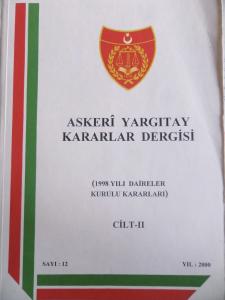 ASKERÎ YARGITAY
KARARLAR DERGİSİ
(1998 YILI DAİRELER
KURULU KARARLARI)
CİLT-II
SAYI : 12
YIL : 2000